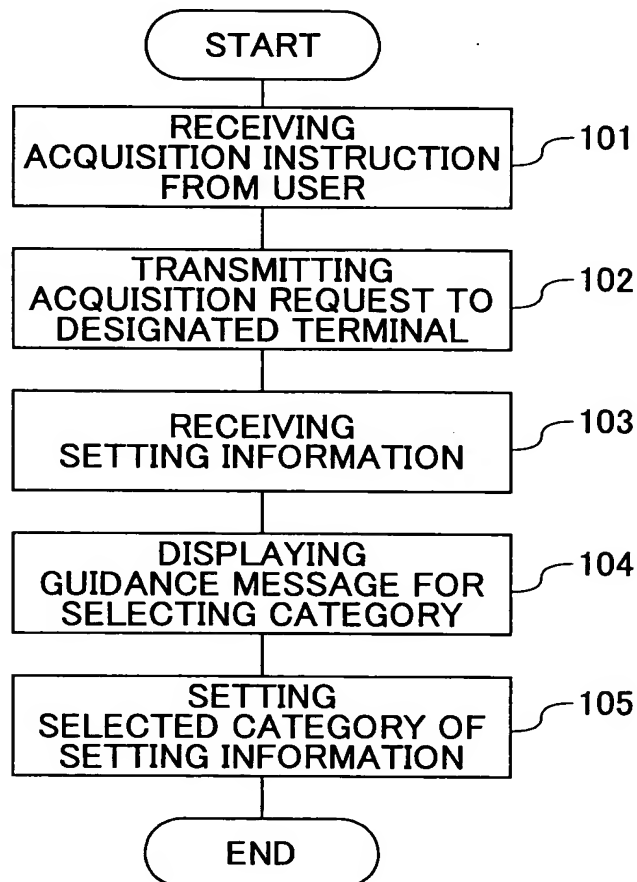 START
RECEIVING
ACQUISITION INSTRUCTION
FROM USER
101
TRANSMITTING
ACQUISITION REQUEST TO
DESIGNATED TERMINAL
102
RECEIVING
SETTING INFORMATION
103
DISPLAYING
GUIDANCE MESSAGE FOR
SELECTING CATEGORY
104
SETTING
SELECTED CATEGORY OF
SETTING INFORMATION
105
END